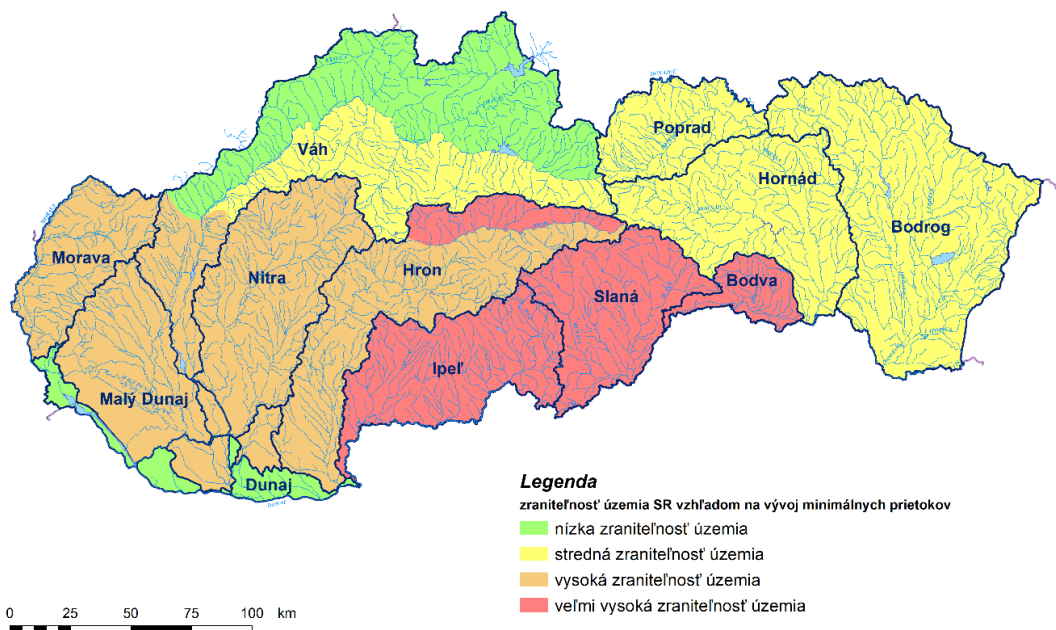 Poprad
Váh
Hornád
Bodrog
Morava
Nitra
Hron
Bodva
Slaná
Ipeľ
Malý Dunaj
Dunaj
Legenda
zraniteľnosť územia SR vzhľadom na vývoj minimálnych prietokov
nízka zraniteľnosť územia
stredná zraniteľnosť územia
vysoká zraniteľnosť územia
veľmi vysoká zraniteľnosť územia
0 25 50 75 100 km